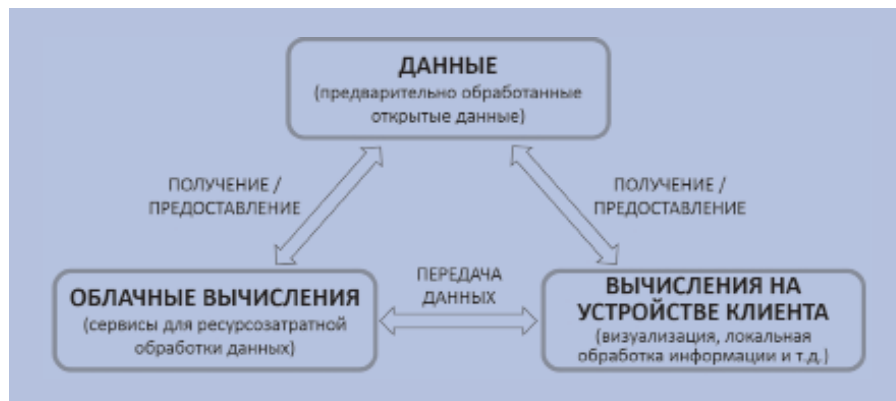 ДАННЫЕ
(предварительно обработанные
открытые данные)
ПОЛУЧЕНИЕ /
ПРЕДОСТАВЛЕНИЕ
ПОЛУЧЕНИЕ /
ПРЕДОСТАВЛЕНИЕ
ОБЛАЧНЫЕ ВЫЧИСЛЕНИЯ
(сервисы для ресурсозатратной
обработки данных)
ПЕРЕДАЧА
ДАННЫХ
ВЫЧИСЛЕНИЯ НА
УСТРОЙСТВЕ КЛИЕНТА
(визуализация, локальная
обработка информации и т.д.)